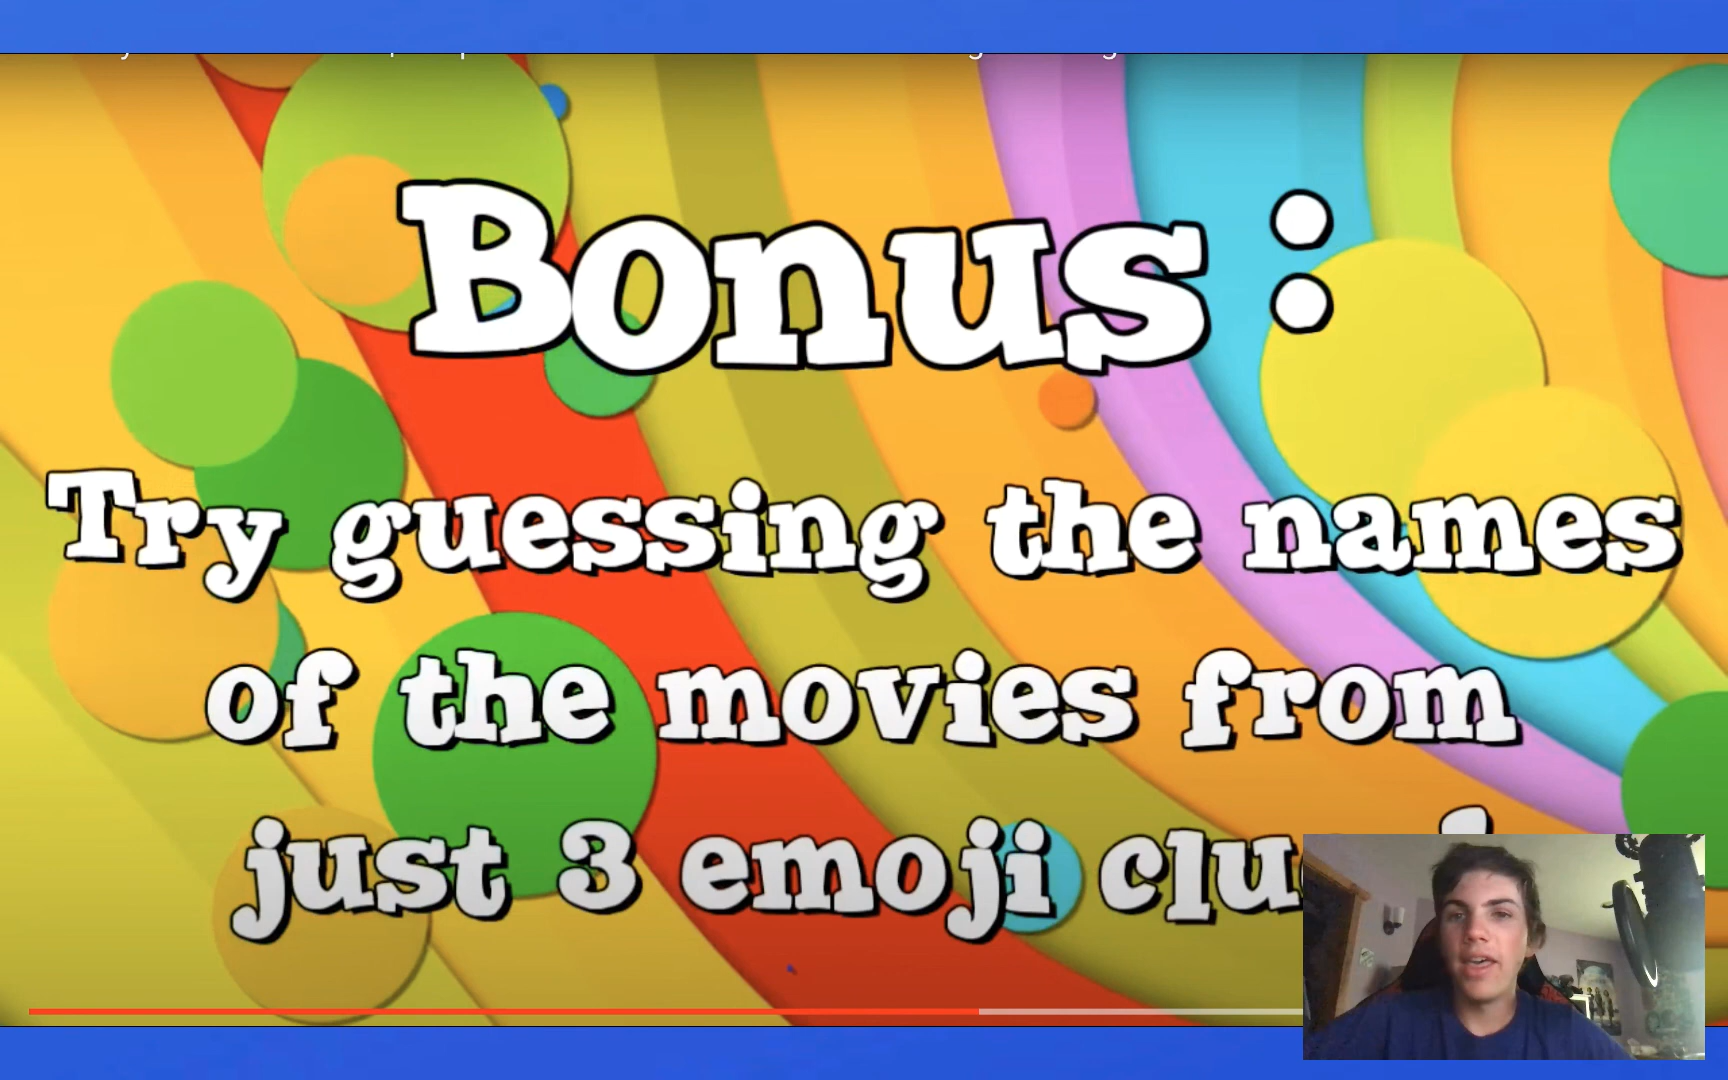 Bonus :
Try guessing the names
of the movies from
just 3 emoji